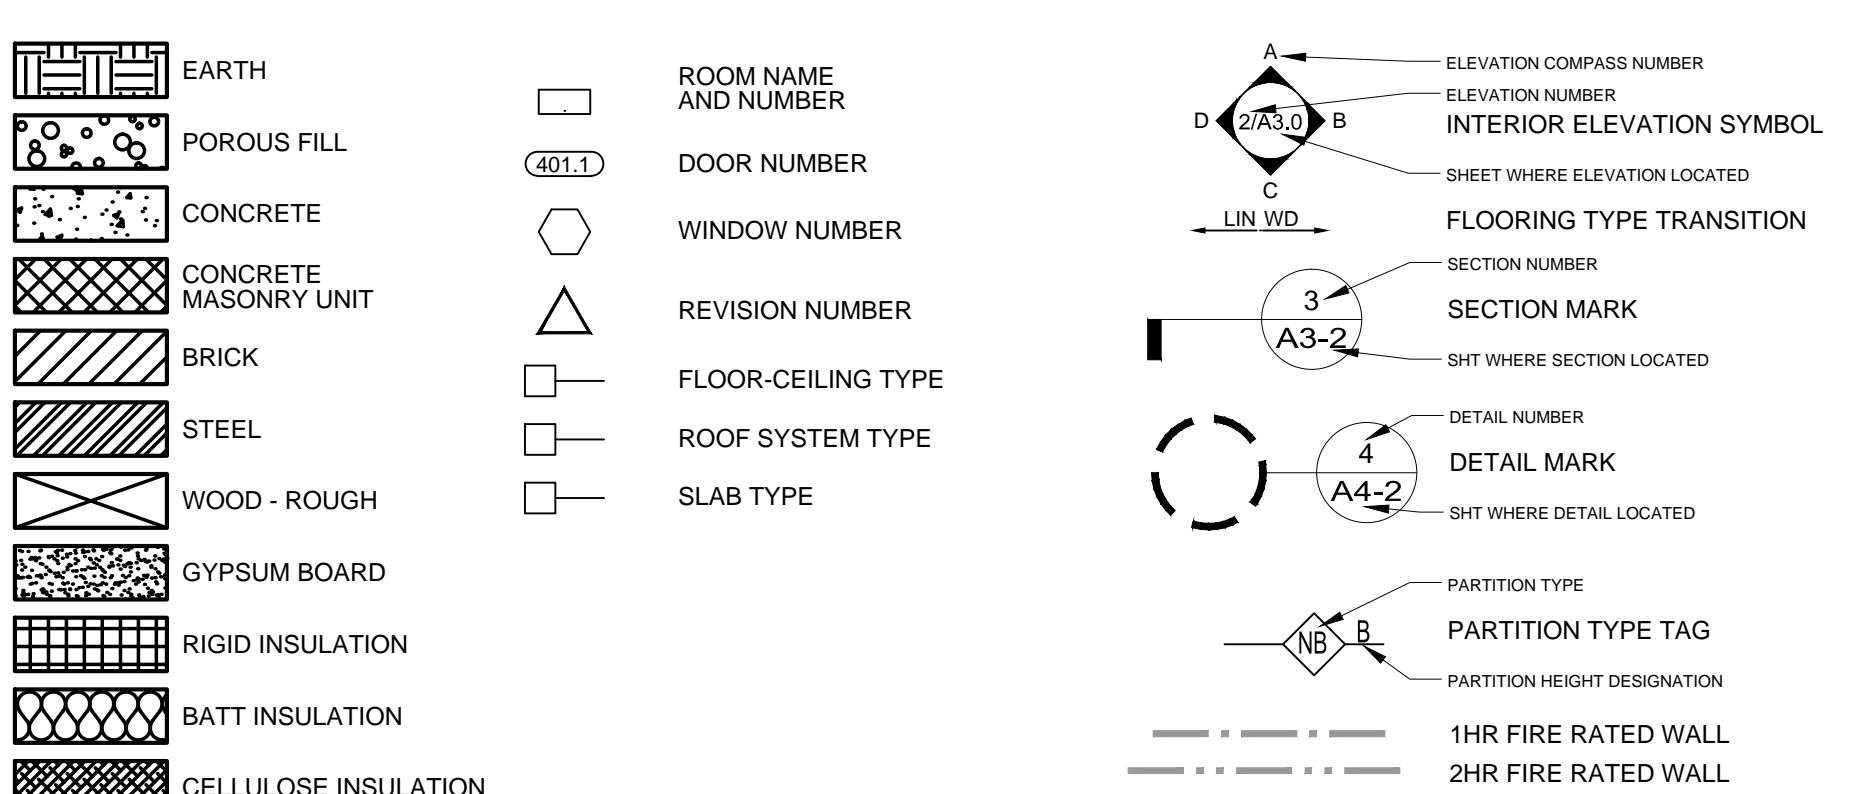 EARTH
POROUS FILL
CONCRETE
CONCRETE
MASONRY UNIT
BRICK
STEEL
WOOD - ROUGH
GYPSUM BOARD
RIGID INSULATION
BATT INSULATION
CELLULOSE INSULATION
ROOM NAME
AND NUMBER
401.1
DOOR NUMBER
WINDOW NUMBER
REVISION NUMBER
FLOOR-CEILING TYPE
ROOF SYSTEM TYPE
SLAB TYPE
A
D
2/A3.0
B
C
ELEVATION COMPASS NUMBER
ELEVATION NUMBER
INTERIOR ELEVATION SYMBOL
SHEET WHERE ELEVATION LOCATED
LIN WD
FLOORING TYPE TRANSITION
3
A3-2
SECTION NUMBER
SECTION MARK
SHT WHERE SECTION LOCATED
4
A4-2
DETAIL NUMBER
DETAIL MARK
SHT WHERE DETAIL LOCATED
NB
B
PARTITION TYPE
PARTITION TYPE TAG
PARTITION HEIGHT DESIGNATION
1HR FIRE RATED WALL
2HR FIRE RATED WALL